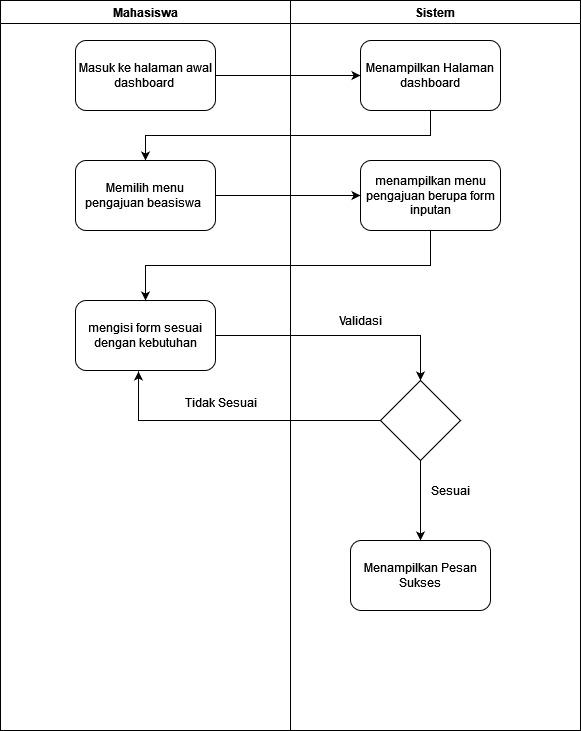 Mahasiswa
Sistem
Masuk ke halaman awal
dashboard
Menampilkan Halaman
dashboard
Memilih menu
pengajuan beasiswa
menampilkan menu
pengajuan berupa form
inputan
mengisi form sesuai
dengan kebutuhan
Validasi
Tidak Sesuai
Sesuai
Menampilkan Pesan
Sukses